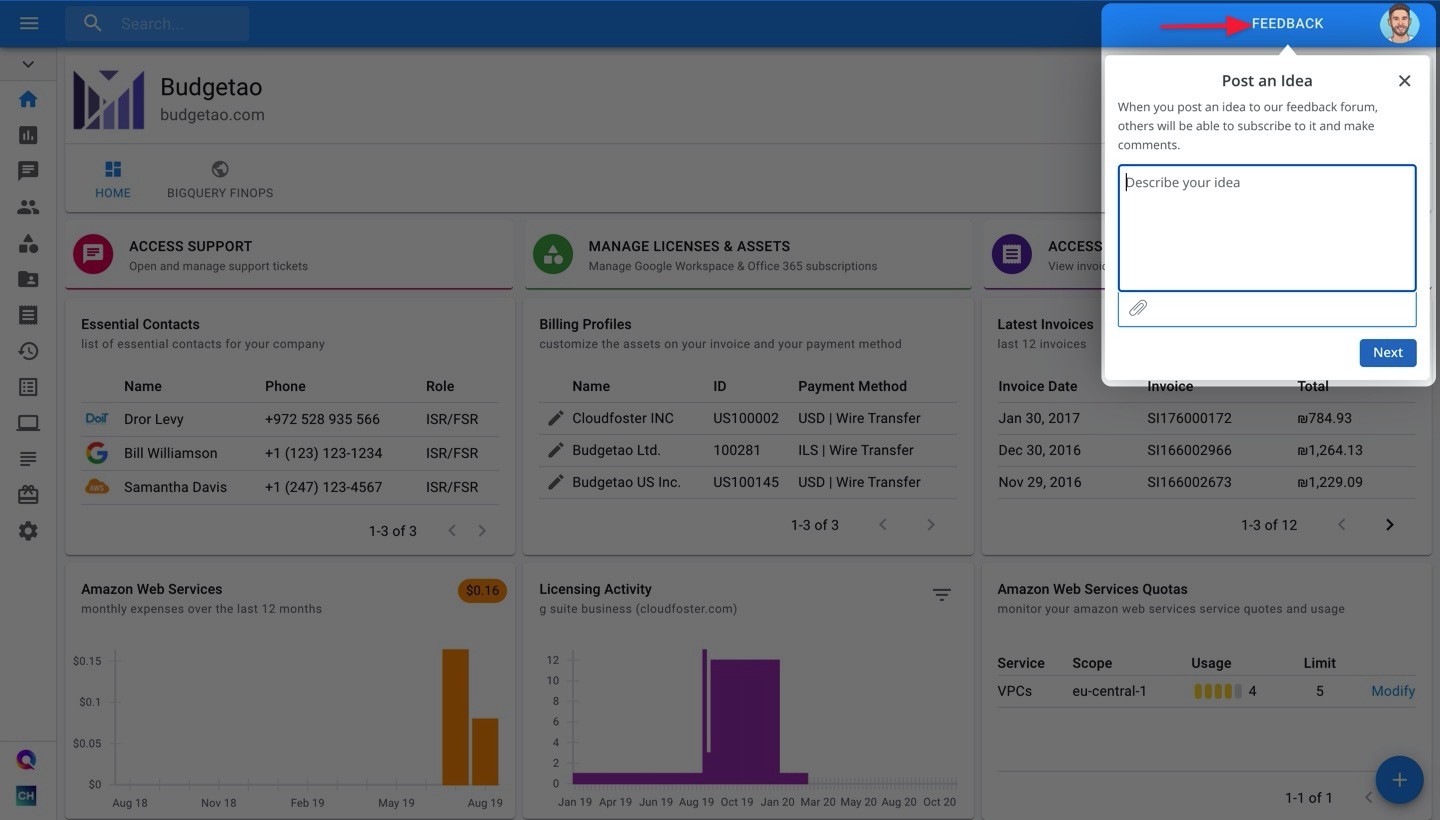 Search...
FEEDBACK
Budgetao
budgetao.com
HOME
BIGQUERY FINOPS
Post an Idea
When you post an idea to our feedback forum,
others will be able to subscribe to it and make
comments.
Describe your idea
Next
ACCESS SUPPORT
Open and manage support tickets
MANAGE LICENSES & ASSETS
Manage Google Workspace & Office 365 subscriptions
ACCESS
View invoic
Essential Contacts
list of essential contacts for your company
Name Phone Role
DoiT Dror Levy +972 528 935 566 ISR/FSR
Bill Williamson +1 (123) 123-1234 ISR/FSR
aws Samantha Davis +1 (247) 123-4567 ISR/FSR
1-3 of 3
Billing Profiles
customize the assets on your invoice and your payment method
Name ID Payment Method
Cloudfoster INC US100002 USD | Wire Transfer
Budgetao Ltd. 100281 ILS | Wire Transfer
Budgetao US Inc. US100145 USD | Wire Transfer
1-3 of 3
Latest Invoices
last 12 invoices
Invoice Date Invoice Total
Jan 30, 2017 SI176000172 ₪784.93
Dec 30, 2016 SI166002966 ₪1,264.13
Nov 29, 2016 SI166002673 ₪1,229.09
1-3 of 12
Amazon Web Services
monthly expenses over the last 12 months
$0.16
$0.15
$0.1
$0.05
$0
Aug 18 Nov 18 Feb 19 May 19 Aug 19
Licensing Activity
g suite business (cloudfoster.com)
12
10
8
6
4
2
0
Jan 19 Apr 19 Jun 19 Aug 19 Oct 19 Jan 20 Mar 20 May 20 Aug 20 Oct 20
Amazon Web Services Quotas
monitor your amazon web services service quotes and usage
Service Scope Usage Limit
VPCs eu-central-1 4 5 Modify
1-1 of 1
CH